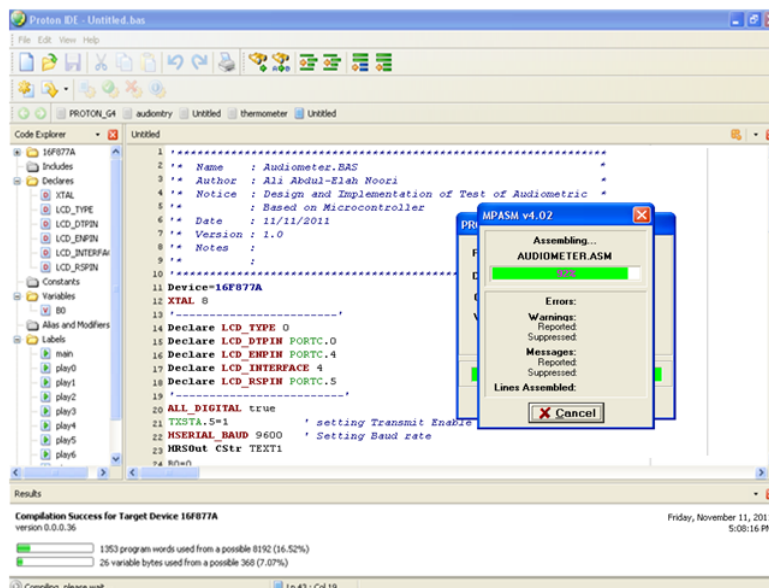 Proton IDE - Untitled.bas
File Edit View Help
PROTON_G4 audiomtry Untitled thermometer Untitled
Code Explorer
Untitled
16F877A
Includes
Declares
XTAL
LCD_TYPE
LCD_DTPIN
LCD_ENPIN
LCD_INTERFAC
LCD_RSPIN
Constants
Variables
B0
Alias and Modifiers
Labels
main
play0
play1
play2
play3
play4
play5
play6
1 '****************************************************************
2 '* Name : Audiometer.BAS *
3 '* Author : Ali Abdul-Elah Noori *
4 '* Notice : Design and Implementation of Test of Audiometric *
5 '* : Based on Microcontroller
6 '* Date : 11/11/2011
7 '* Version : 1.0
8 '* Notes :
9 '* :
10 '****************************************************************
11 Device=16F877A
12 XTAL 8
13 '------------------------'
14 Declare LCD_TYPE 0
15 Declare LCD_DTPIN PORTC.0
16 Declare LCD_ENPIN PORTC.4
17 Declare LCD_INTERFACE 4
18 Declare LCD_RSPIN PORTC.5
19 '-------------------------'
20 ALL_DIGITAL true
21 TXSTA.5=1 ' setting Transmit Enable
22 HSERIAL_BAUD 9600 ' Setting Baud rate
23 HRSOut CStr TEXT1
24 B0=0
MPASM v4.02
Assembling...
AUDIOMETER.ASM
92%
Errors:
Warnings:
Reported:
Suppressed:
Messages:
Reported:
Suppressed:
Lines Assembled:
Cancel
Results
Compilation Success for Target Device 16F877A
version 0.0.0.36
Friday, November 11, 201
5:08:16 PM
1353 program words used from a possible 8192 (16.52%)
26 variable bytes used from a possible 368 (7.07%)
Compiling, please wait
Ln 43 : Col 19